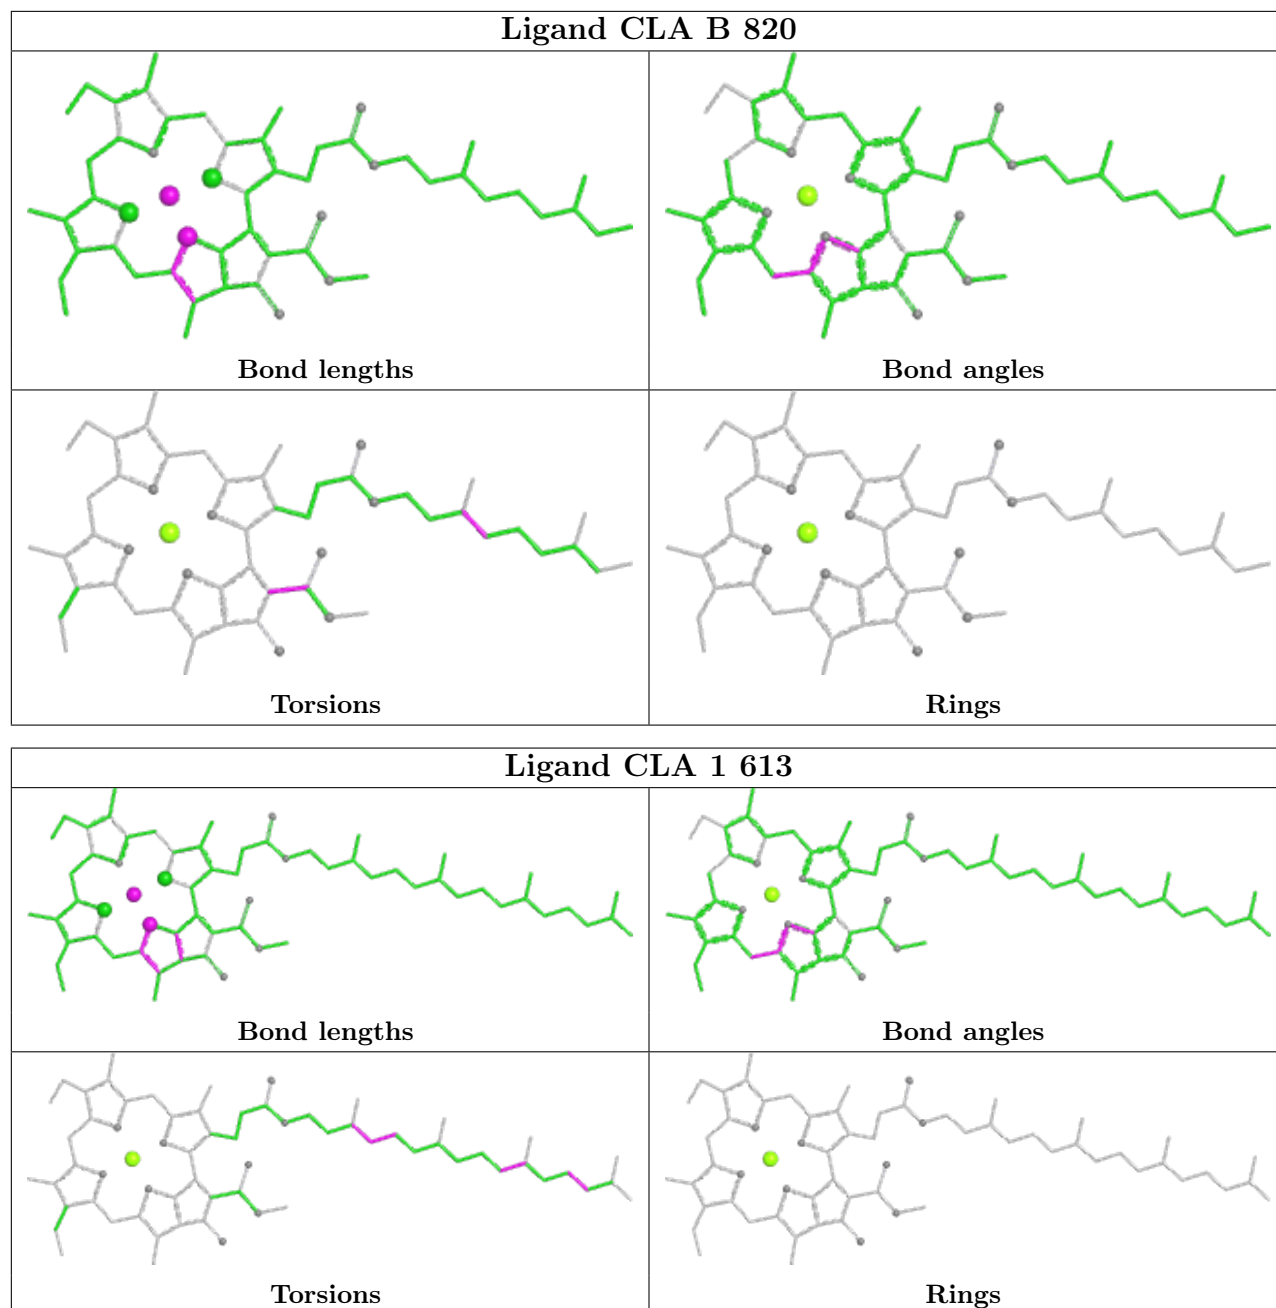 Ligand CLA B 820
Bond lengths
Bond angles
Torsions
Rings
Ligand CLA 1 613
Bond lengths
Bond angles
Torsions
Rings